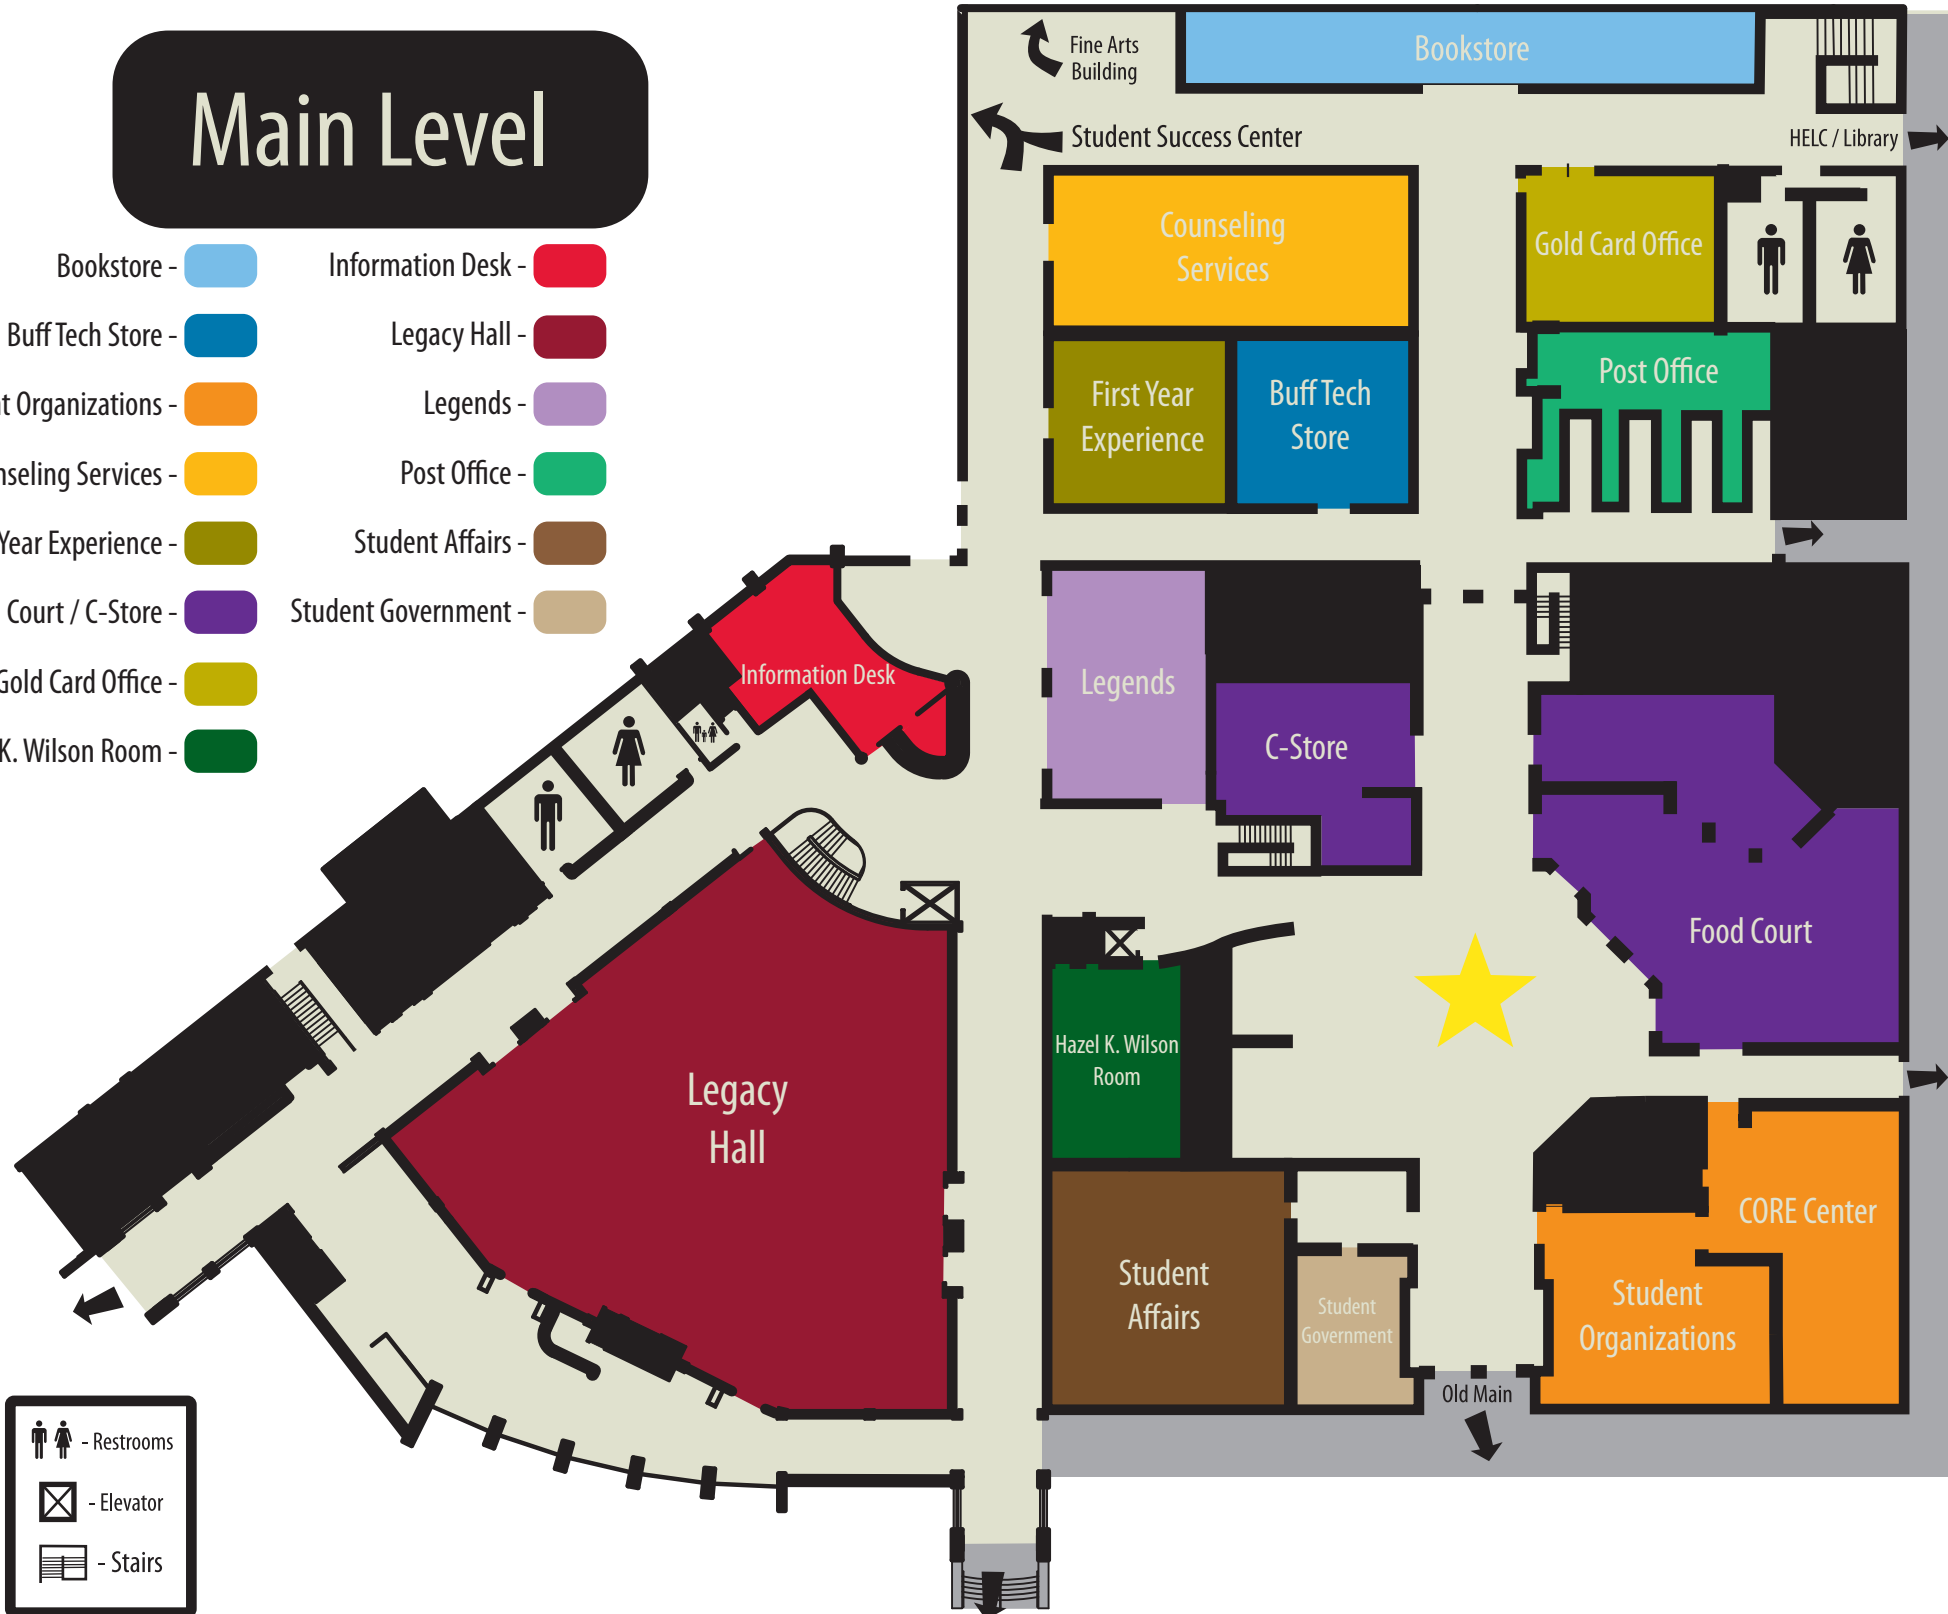 Main Level
Bookstore -
Buff Tech Store -
t Organizations -
nseling Services -
Year Experience -
Court / C-Store -
Gold Card Office -
K. Wilson Room -
Information Desk -
Legacy Hall -
Legends -
Post Office -
Student Affairs -
Student Government -
Fine Arts
Building
Bookstore
Student Success Center
HELC / Library
Counseling
Services
Gold Card Office
First Year
Experience
Buff Tech
Store
Post Office
Information Desk
Legends
C-Store
Food Court
Hazel K. Wilson
Room
Legacy
Hall
CORE Center
Student
Affairs
Student
Government
Student
Organizations
Old Main
- Restrooms
- Elevator
- Stairs